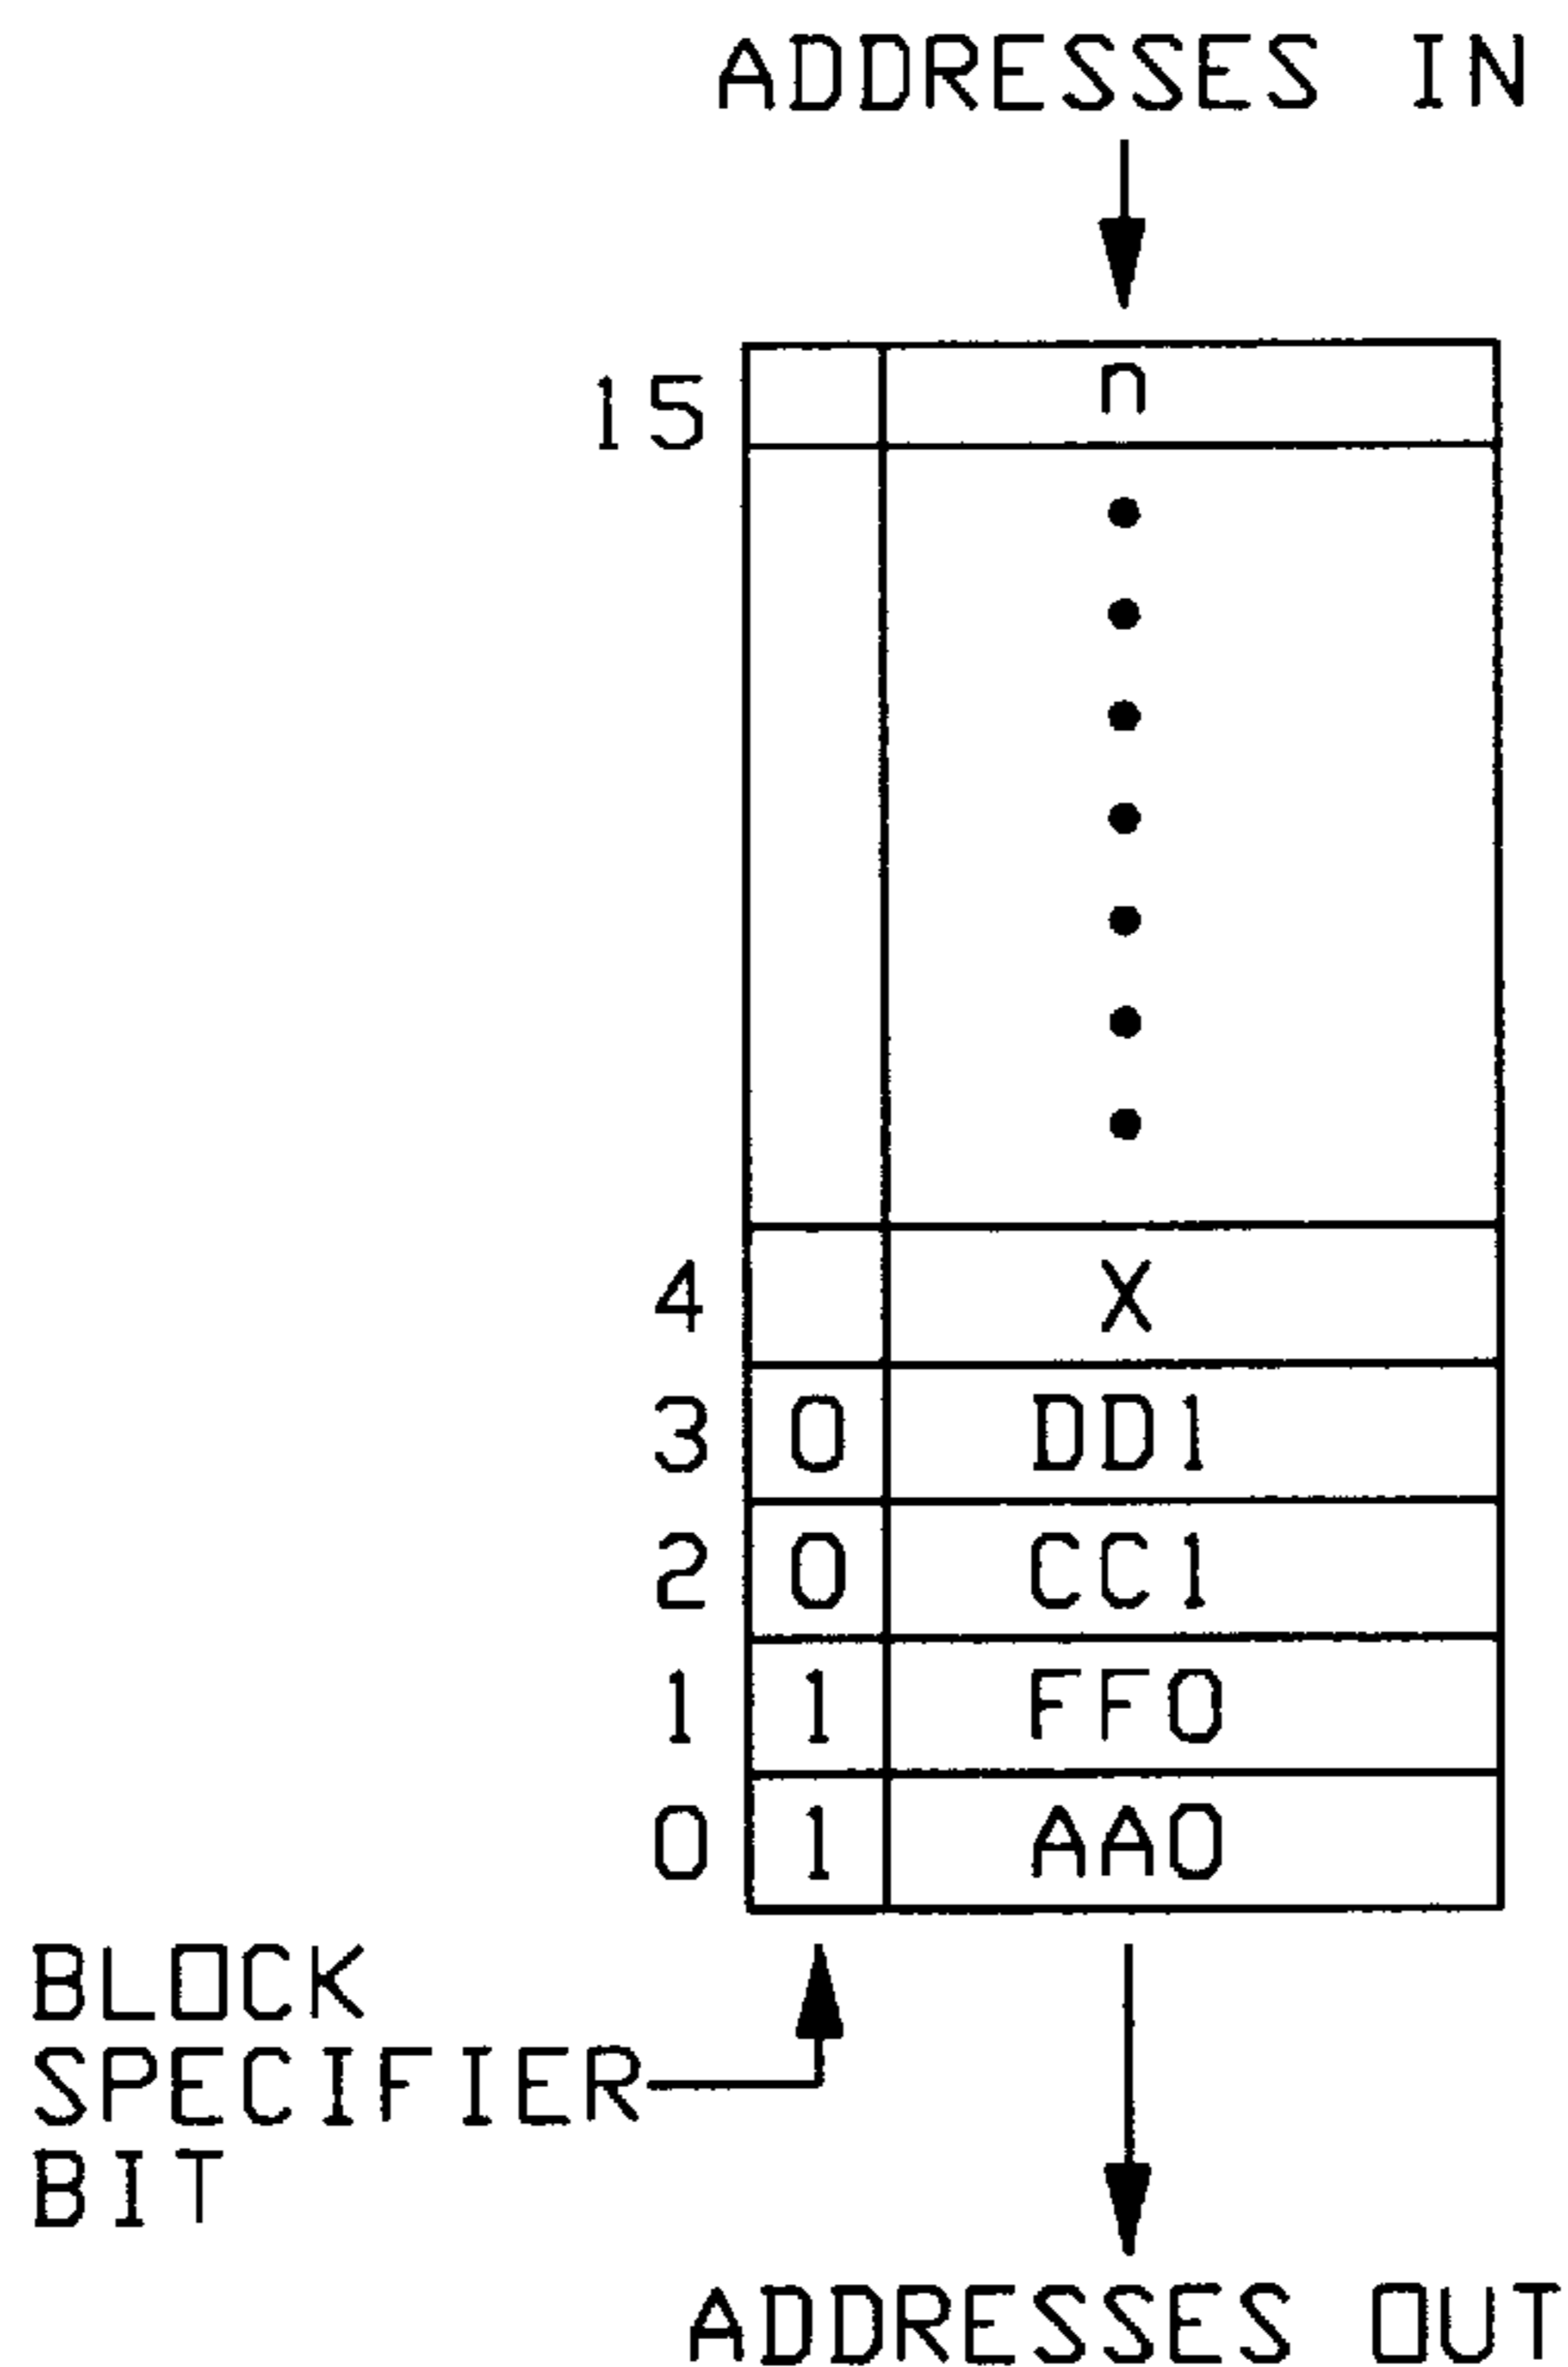 ADDRESSES IN
15 n
4 X
3 0 DD1
2 0 CC1
1 1 FF0
0 1 AA0
BLOCK
SPECIFIER
BIT
ADDRESSES OUT